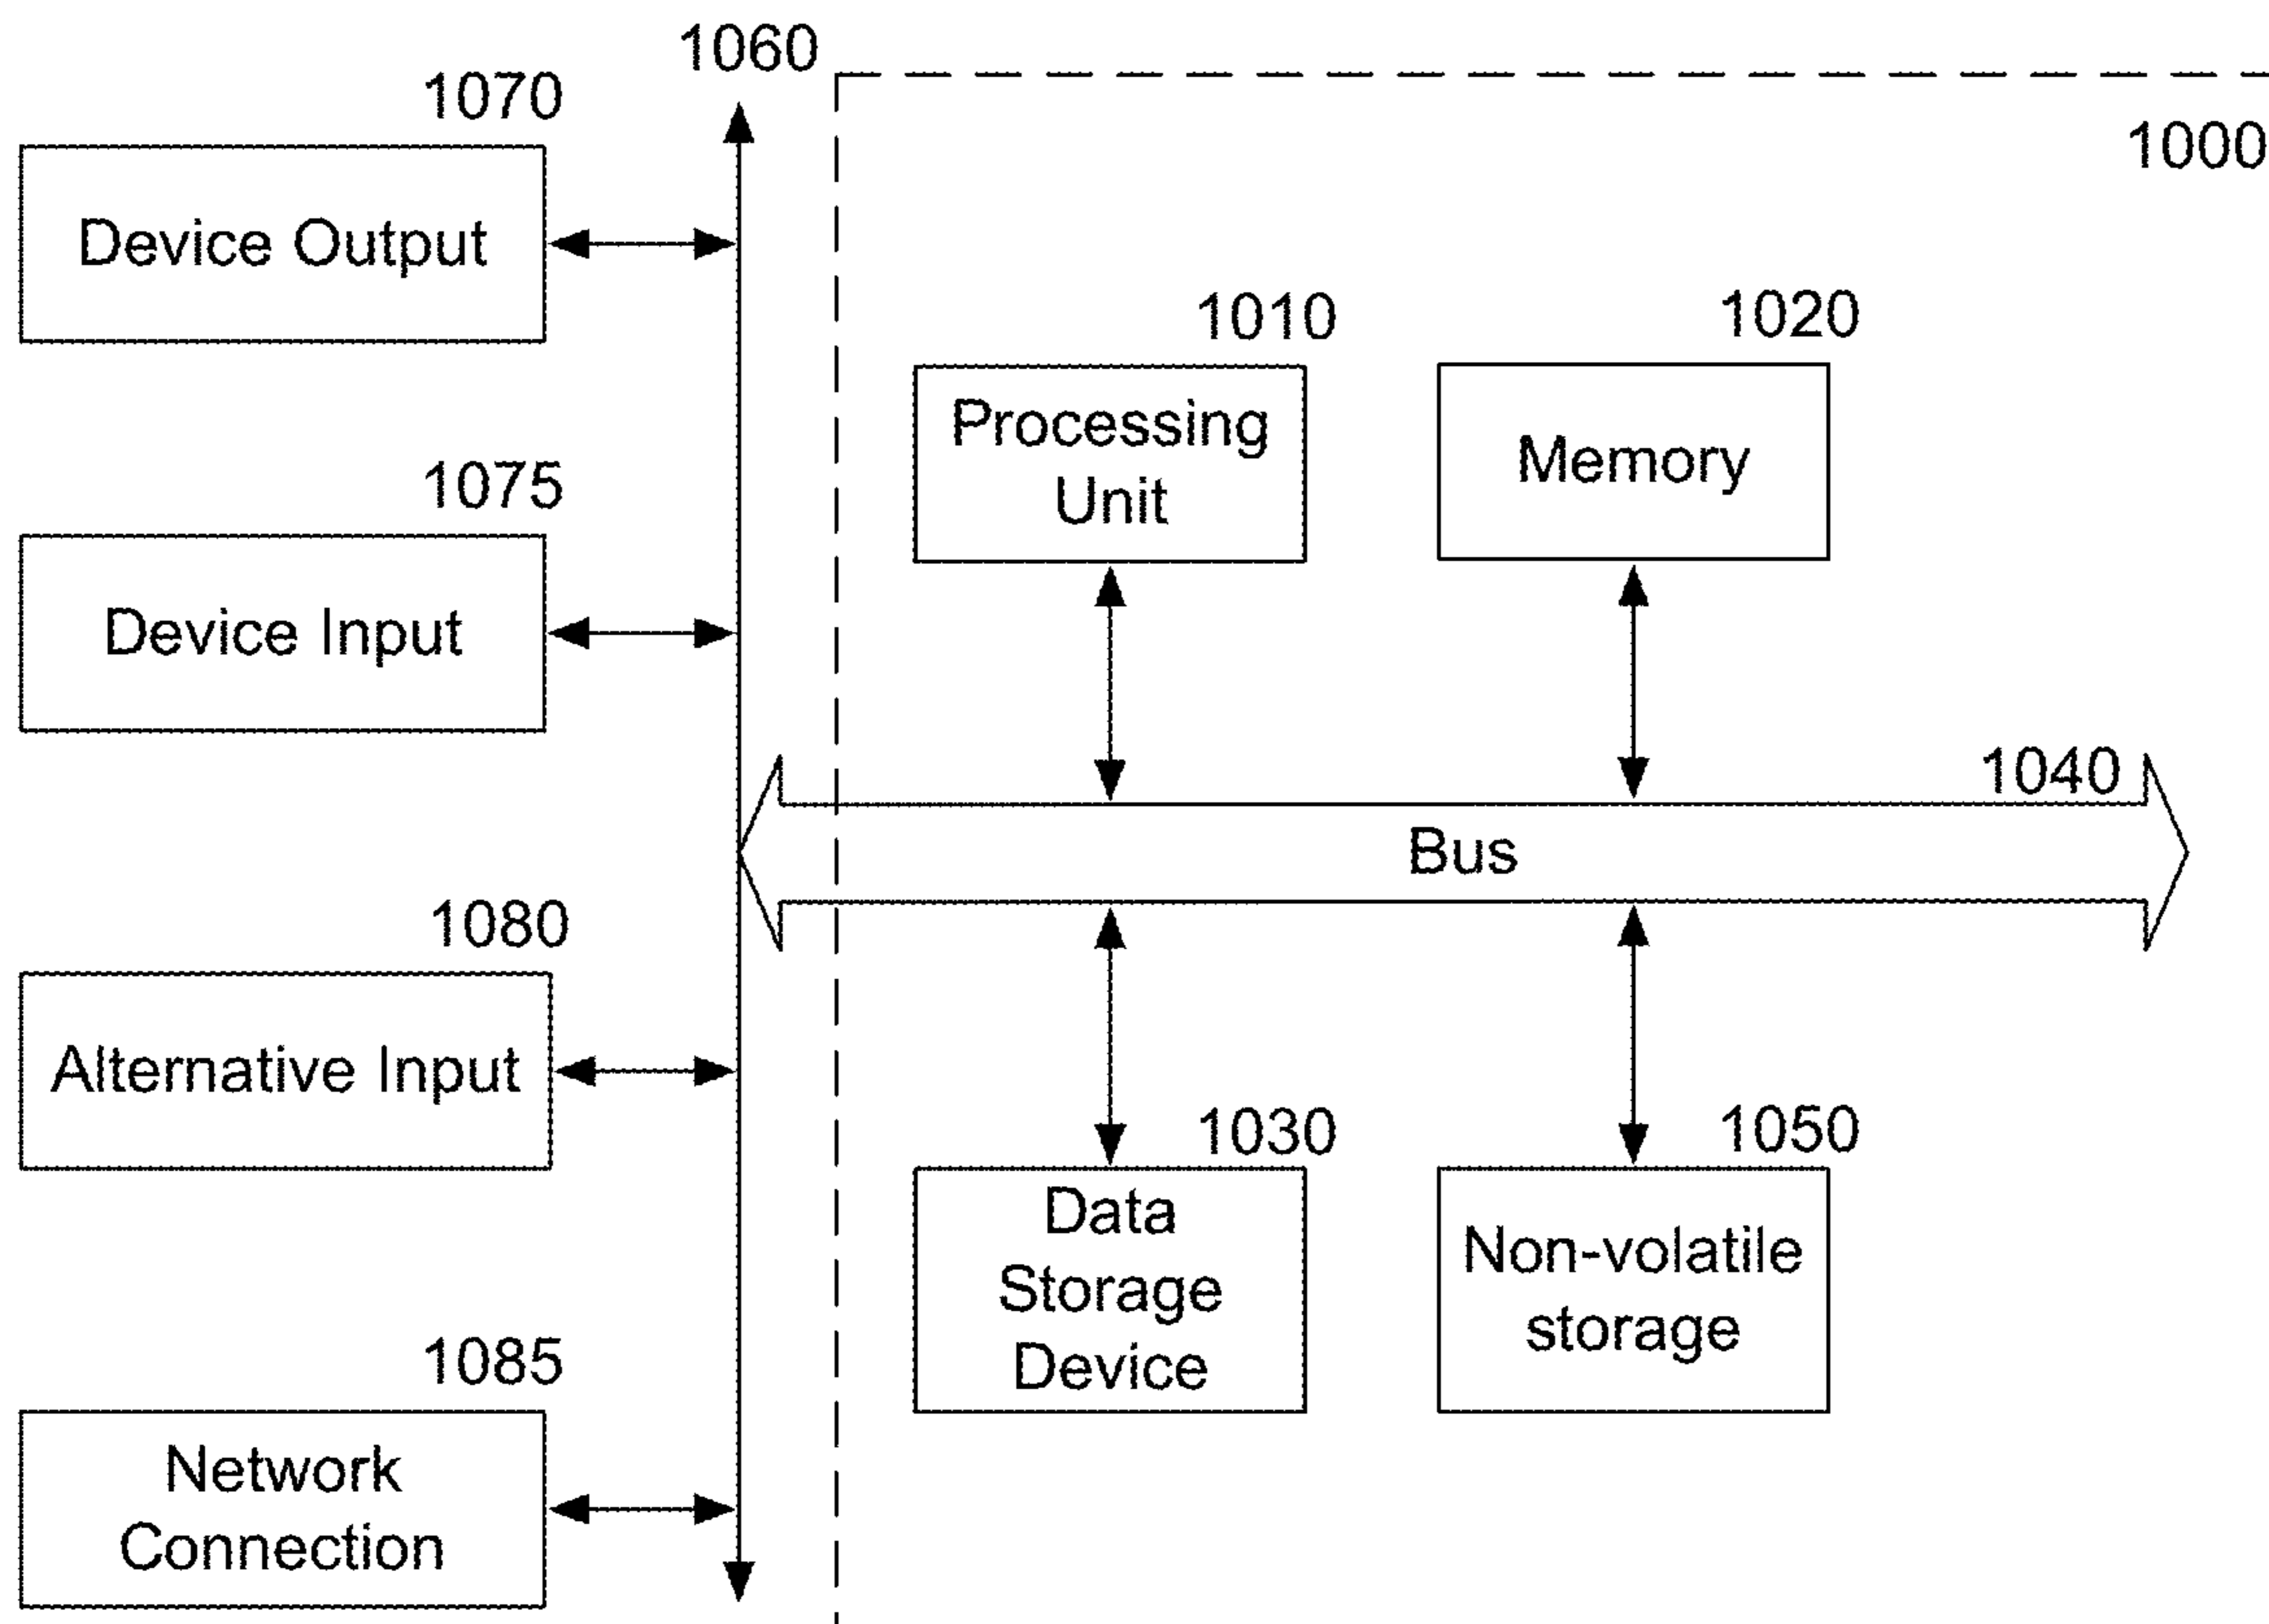 1060
1070
1000
Device Output
1010
1020
Processing
Unit
Memory
1075
Device Input
1040
Bus
1080
Alternative Input
1030
1050
Data
Storage
Device
Non-volatile
storage
1085
Network
Connection